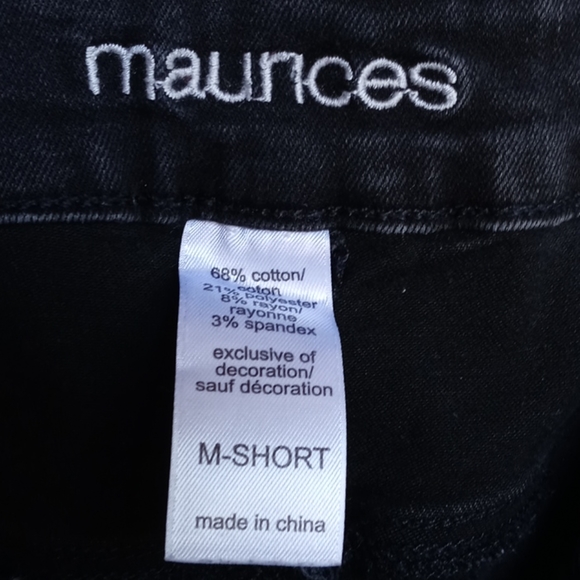 maurices
68% cotton/
coton
21% polyester
8% rayon/
rayonne
3% spandex
exclusive of
decoration/
sauf décoration
M-SHORT
made in china